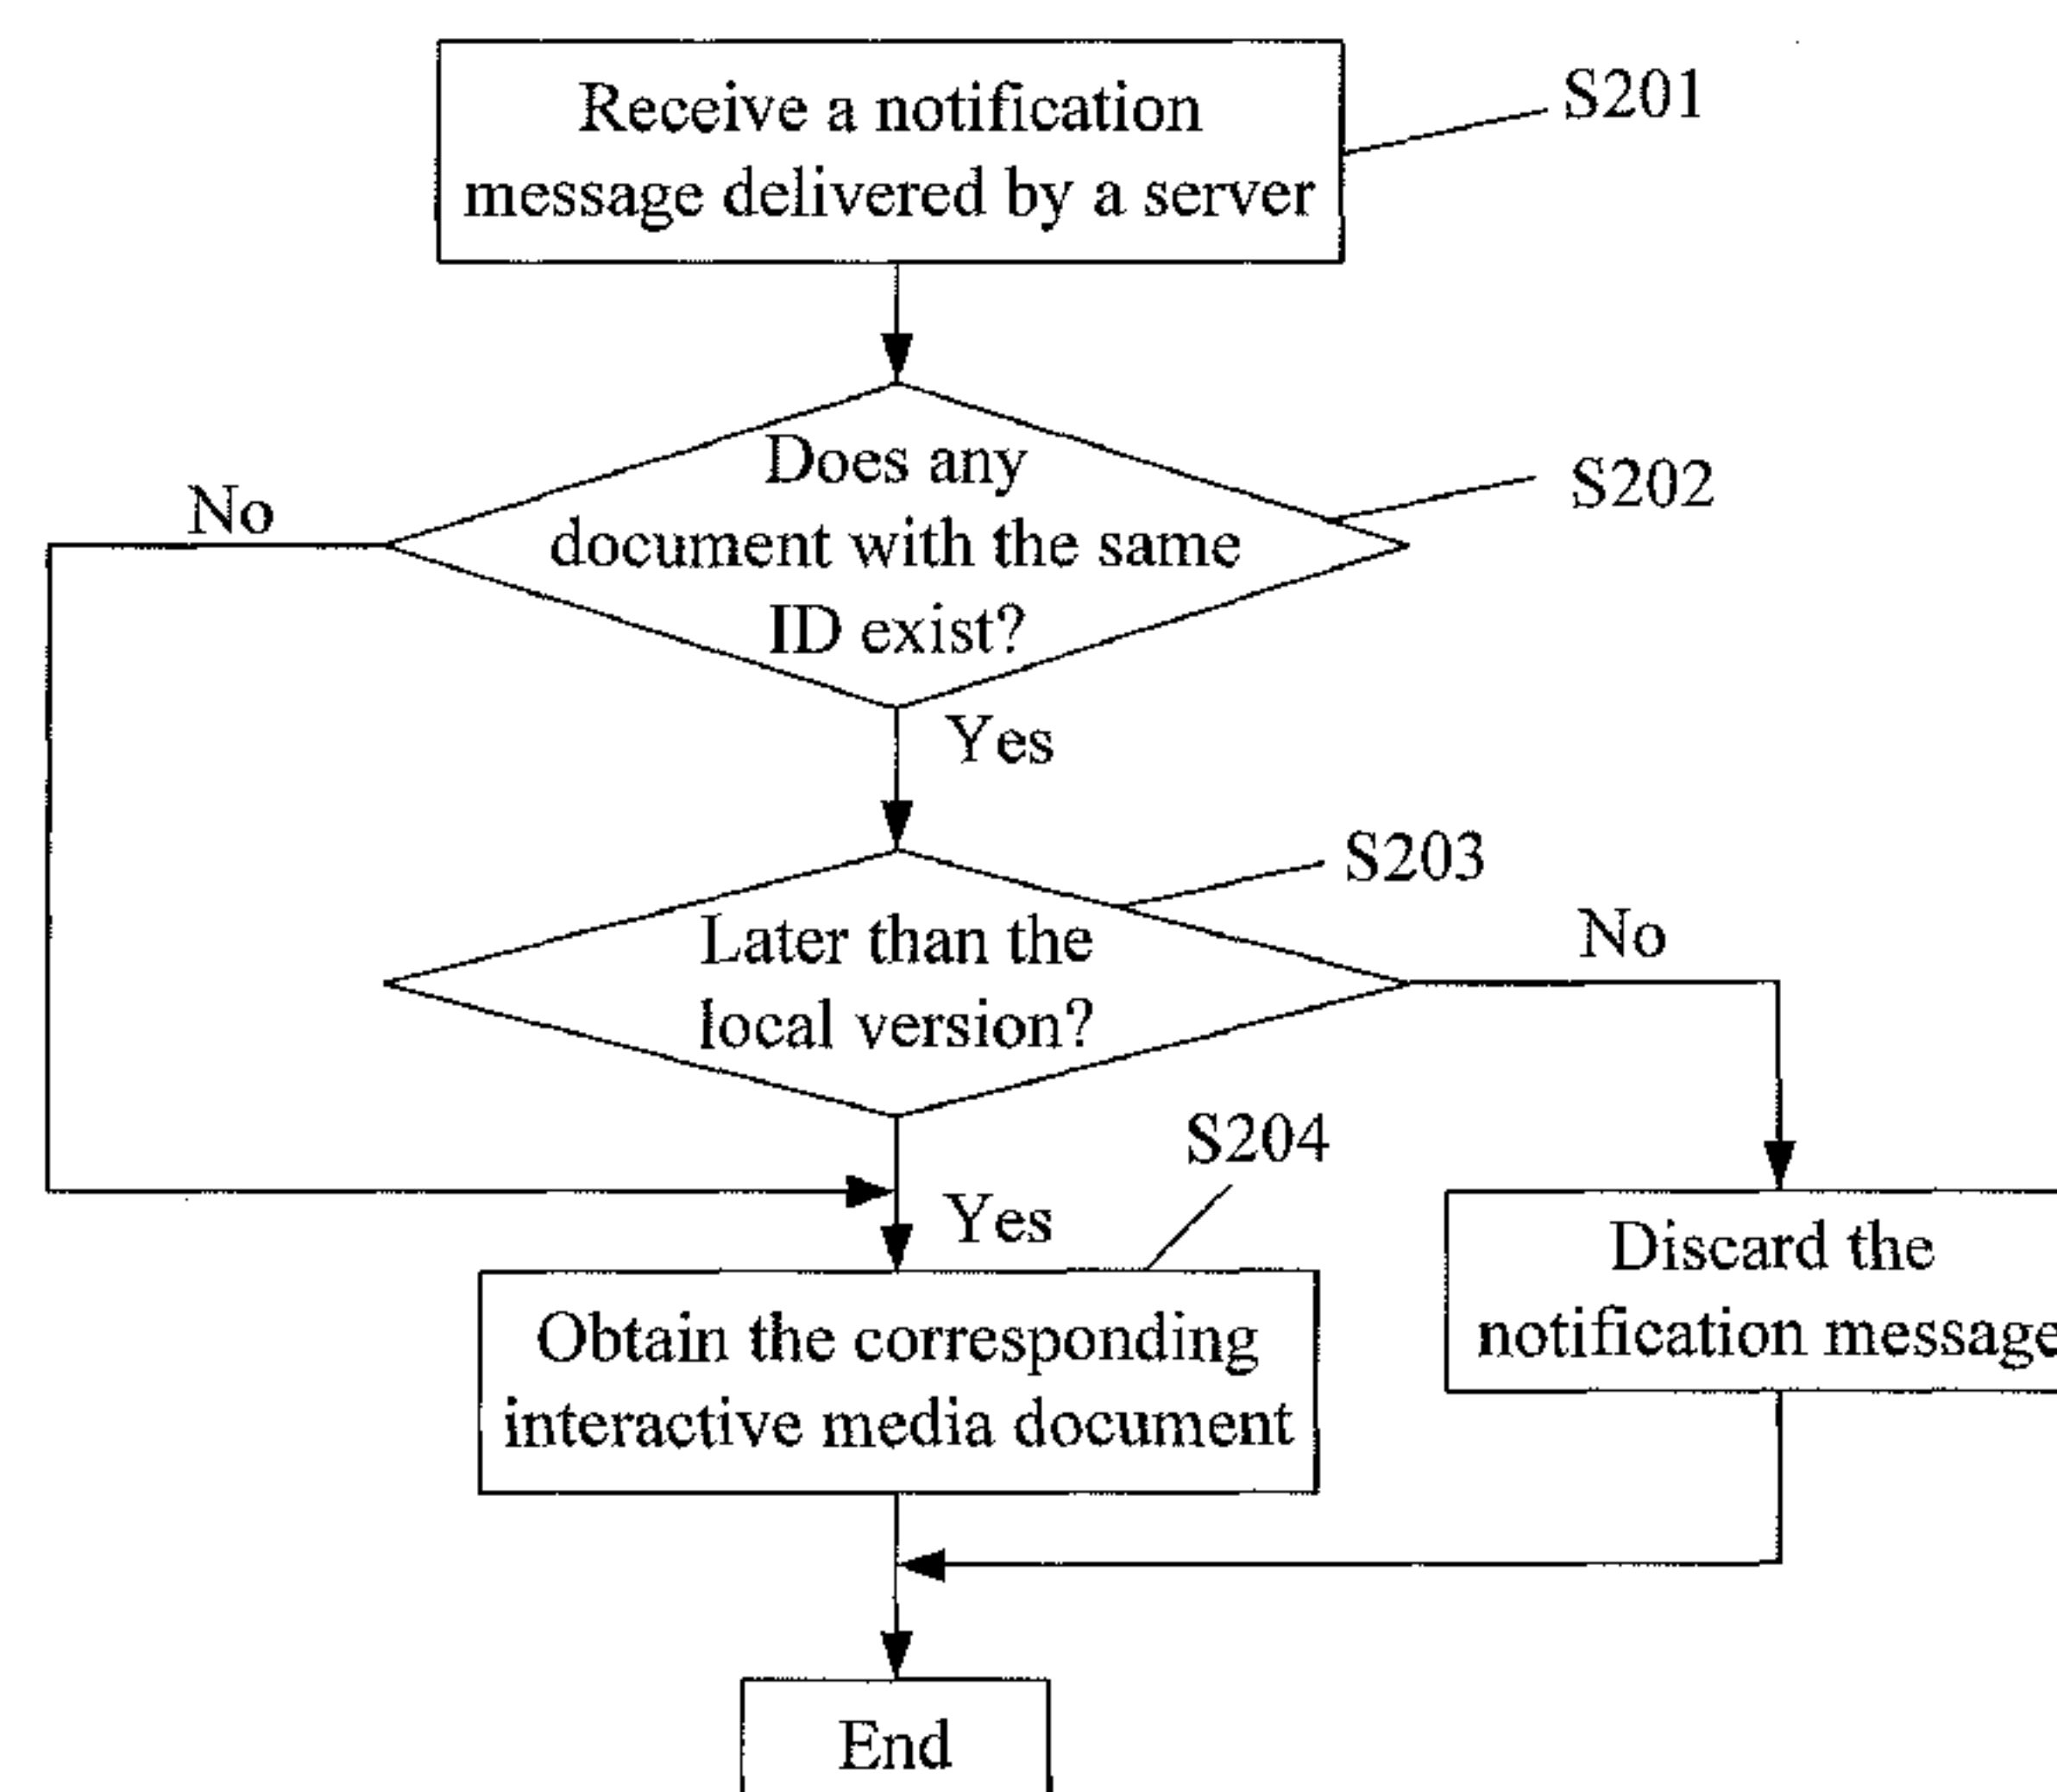 Receive a notification
message delivered by a server
S201
Does any
document with the same
ID exist?
S202
No
Yes
Later than the
local version?
S203
No
Yes
S204
Obtain the corresponding
interactive media document
Discard the
notification message
End